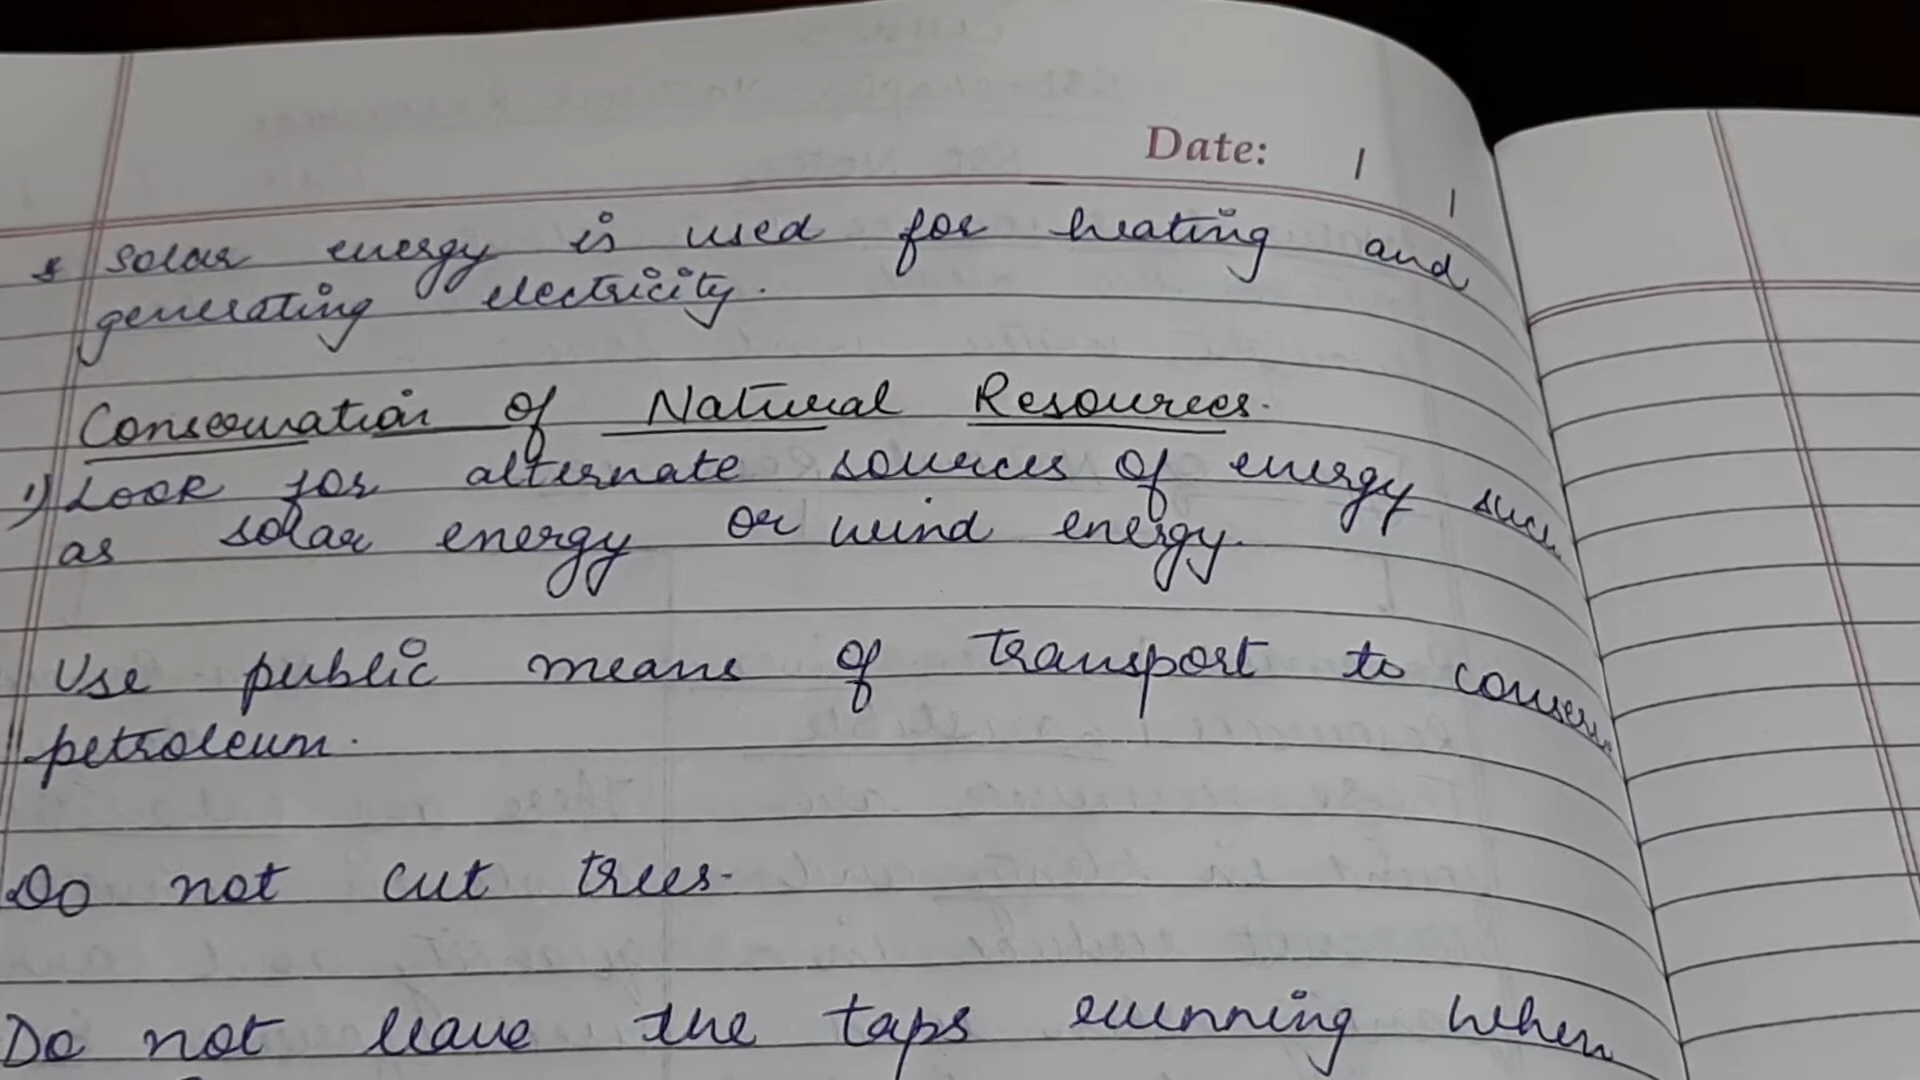 Date: / /
* solar energy is used for heating and
generating electricity.
Conservation of Natural Resources.
1) Look for alternate sources of energy such
as solar energy or wind energy.
Use public means of transport to conserve
petroleum.
Do not cut trees.
Do not leave the taps running when